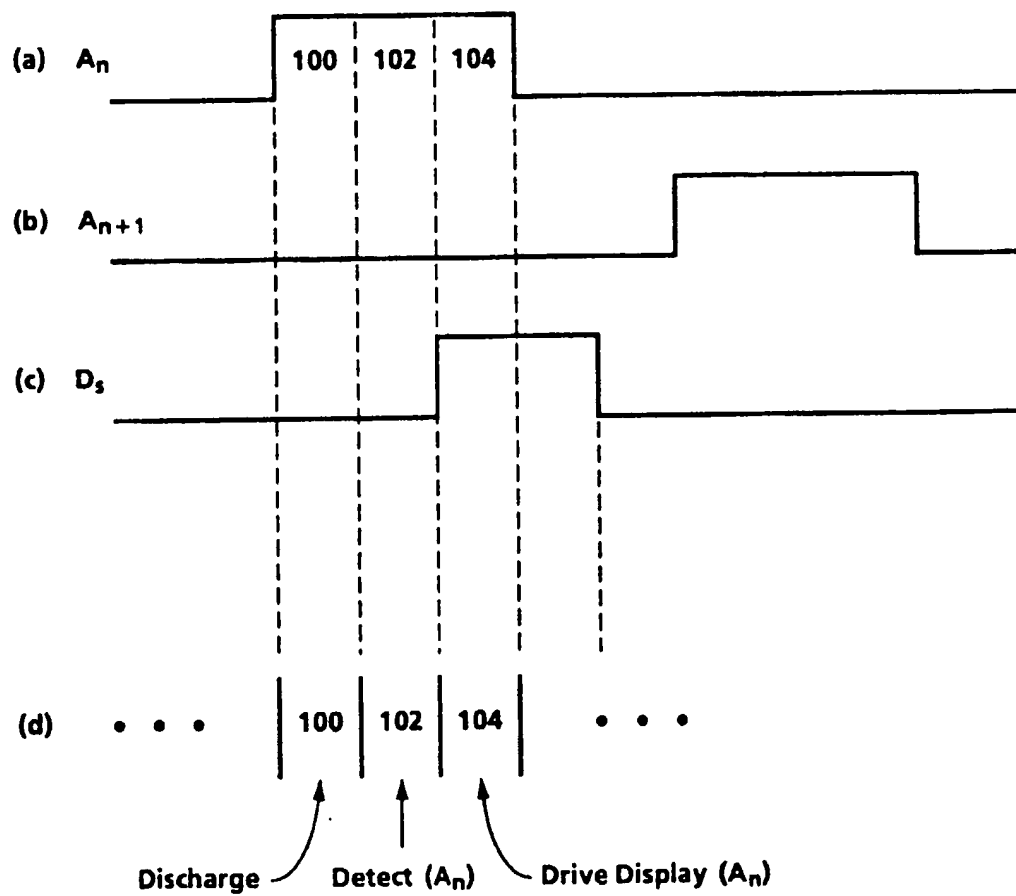 (a) Aₙ 100 102 104
(b) Aₙ₊₁
(c) Dₛ
(d) • • • 100 102 104 • • •
Discharge Detect (Aₙ) Drive Display (Aₙ)